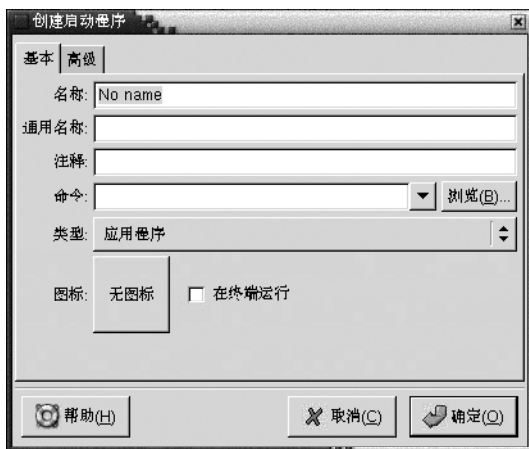 创建启动程序
基本 高级
名称: No name
通用名称:
注释:
命令: 浏览(B)...
类型: 应用程序
图标: 无图标 在终端运行
帮助(H) 取消(C) 确定(O)